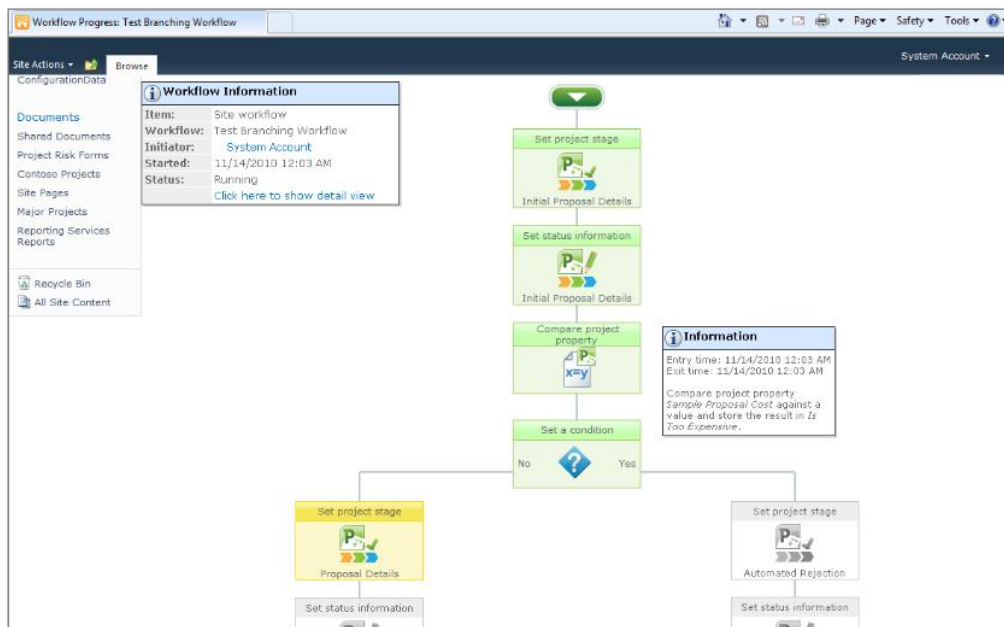 Workflow Progress: Test Branching Workflow
Page
Safety
Tools
Site Actions
Browse
System Account
ConfigurationData
Documents
Shared Documents
Project Risk Forms
Contoso Projects
Site Pages
Major Projects
Reporting Services
Reports
Recycle Bin
All Site Content
Workflow Information
Item: Site workflow
Workflow: Test Branching Workflow
Initiator: System Account
Started: 11/14/2010 12:03 AM
Status: Running
Click here to show detail view
Set project stage
Initial Proposal Details
Set status information
Initial Proposal Details
Compare project
property
x=y
Information
Entry time: 11/14/2010 12:03 AM
Exit time: 11/14/2010 12:03 AM
Compare project property
Sample Proposal Cost against a
value and store the result in Is
Too Expensive.
Set a condition
No ? Yes
Set project stage
Proposal Details
Set status information
Set project stage
Automated Rejection
Set status information